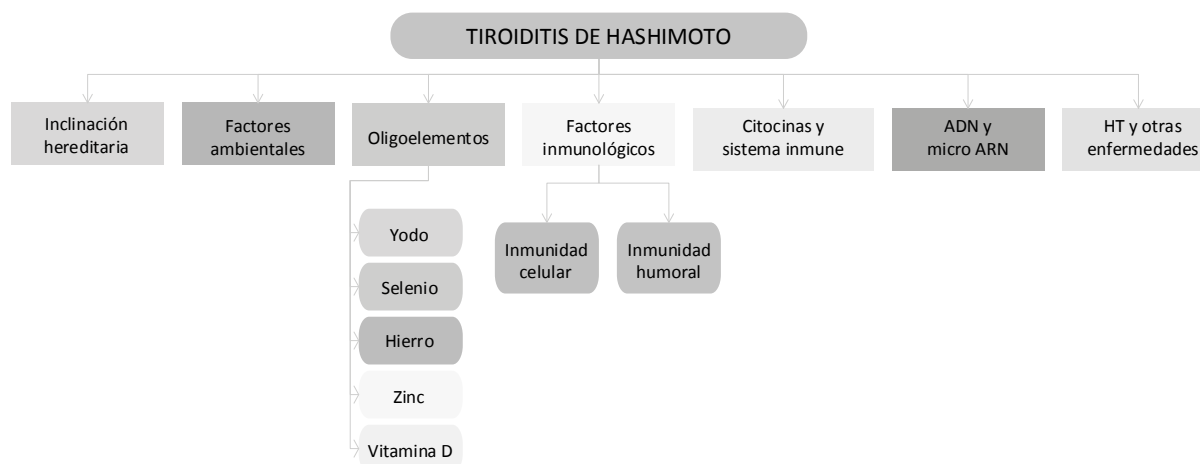 TIROIDITIS DE HASHIMOTO
Inclinación
hereditaria
Factores
ambientales
Oligoelementos
Factores
inmunológicos
Citocinas y
sistema inmune
ADN y
micro ARN
HT y otras
enfermedades
Yodo
Selenio
Hierro
Zinc
Vitamina D
Inmunidad
celular
Inmunidad
humoral